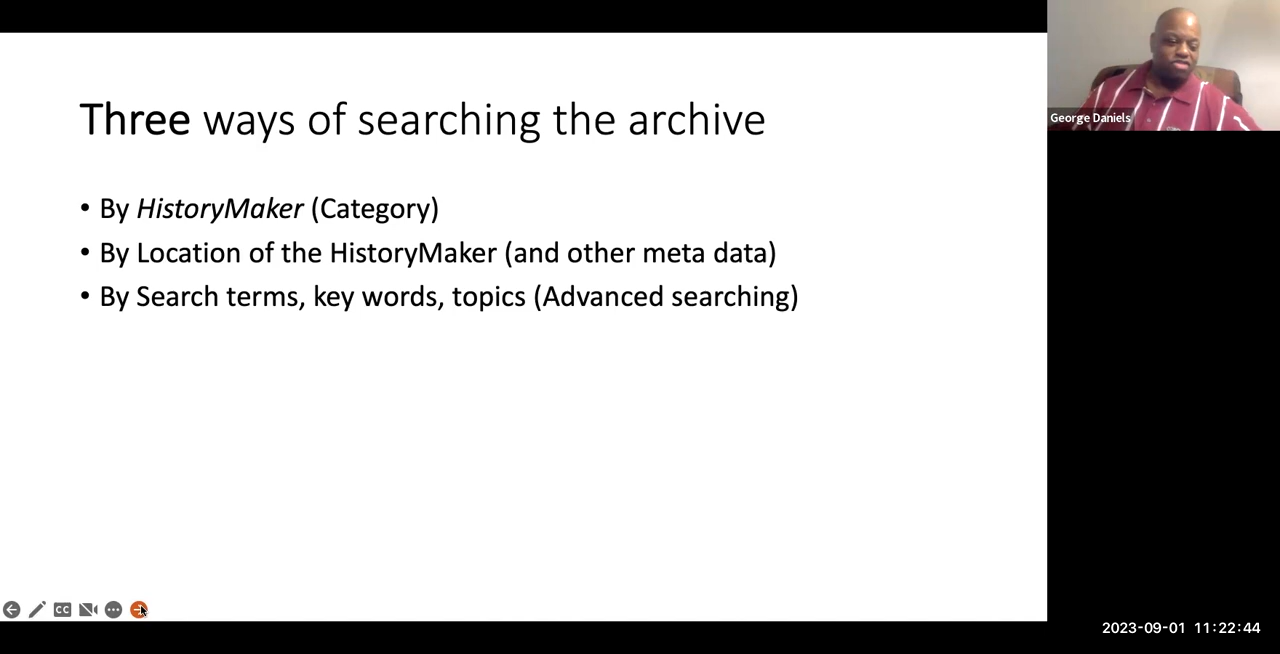 Three ways of searching the archive
• By HistoryMaker (Category)
• By Location of the HistoryMaker (and other meta data)
• By Search terms, key words, topics (Advanced searching)
George Daniels
CC
2023-09-01 11:22:44